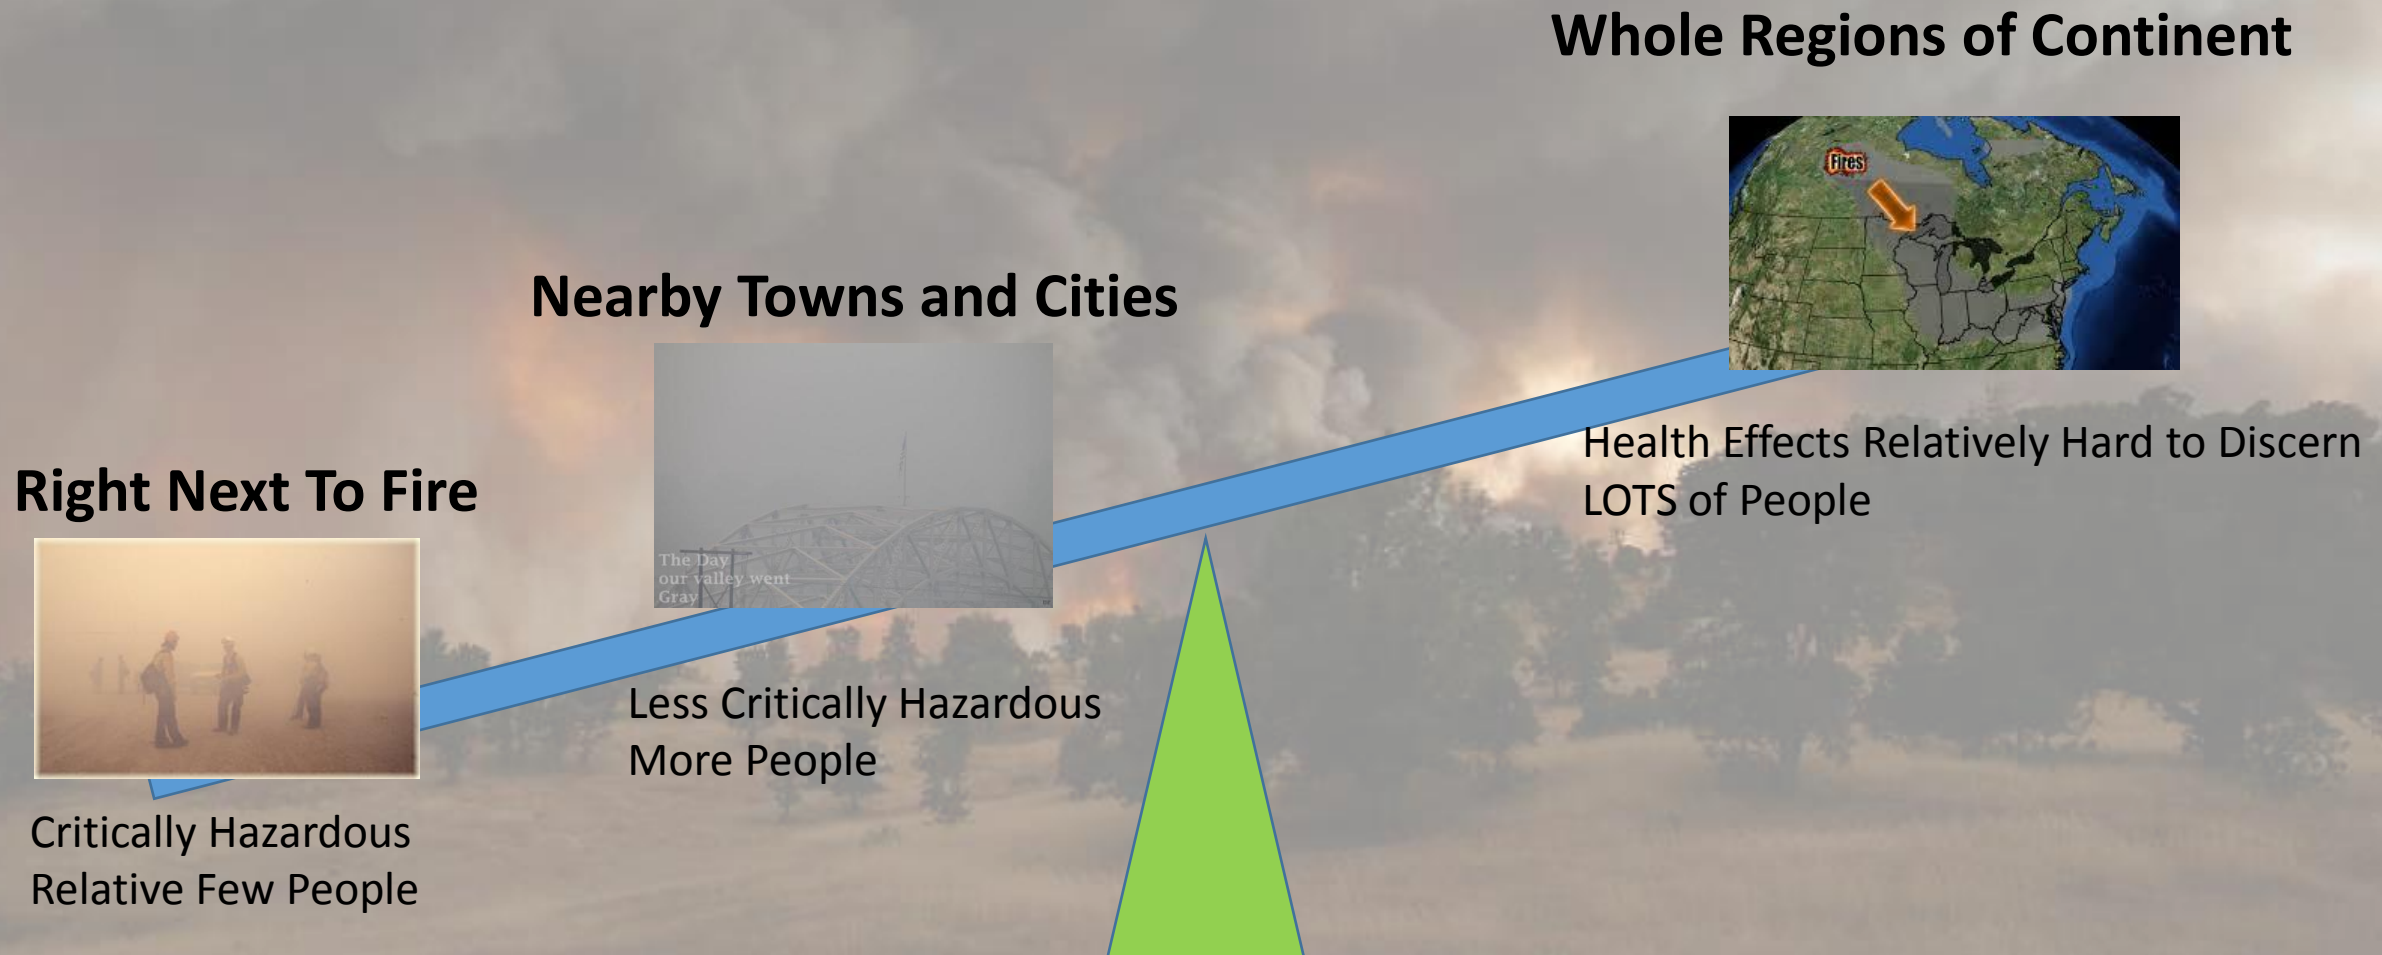 Whole Regions of Continent
Fires
Health Effects Relatively Hard to Discern
LOTS of People
Nearby Towns and Cities
The Day
our valley went
Gray
Less Critically Hazardous
More People
Right Next To Fire
Critically Hazardous
Relative Few People